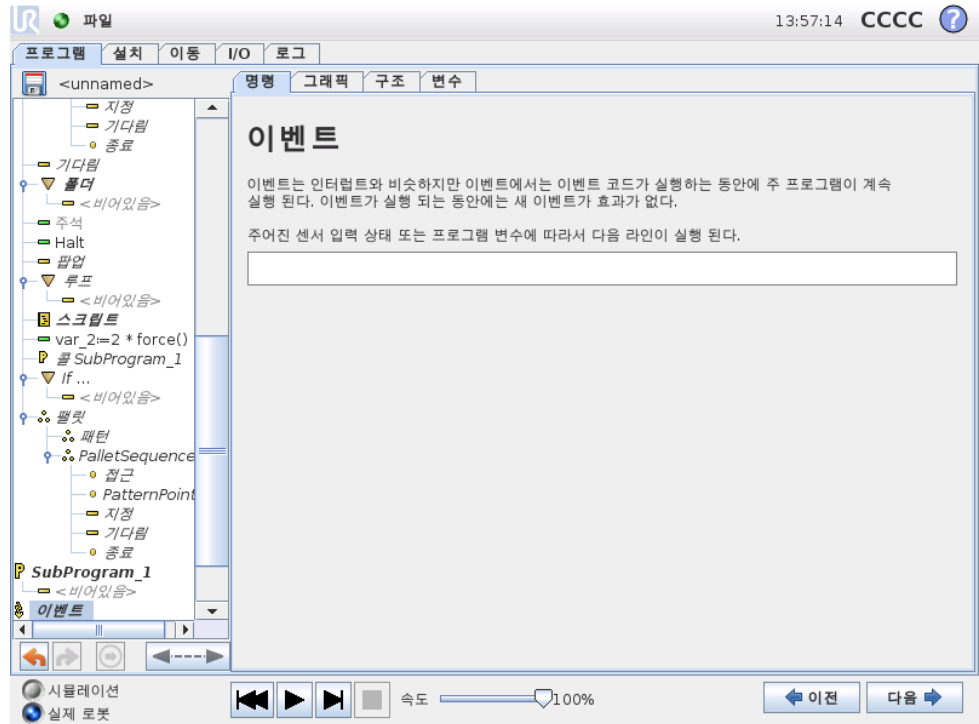 UR 파일 13:57:14 CCCC ?
프로그램 설치 이동 I/O 로그
<unnamed>
명령 그래픽 구조 변수
지정
기다림
종료
기다림
폴더
<비어있음>
주석
Halt
팝업
루프
<비어있음>
스크립트
var_2:=2 * force()
콜 SubProgram_1
If ...
<비어있음>
팰릿
패턴
PalletSequence
접근
PatternPoint
지정
기다림
종료
SubProgram_1
<비어있음>
이벤트
이벤트
이벤트는 인터럽트와 비슷하지만 이벤트에서는 이벤트 코드가 실행하는 동안에 주 프로그램이 계속
실행 된다. 이벤트가 실행 되는 동안에는 새 이벤트가 효과가 없다.
주어진 센서 입력 상태 또는 프로그램 변수에 따라서 다음 라인이 실행 된다.
시뮬레이션
실제 로봇
속도 100%
이전 다음